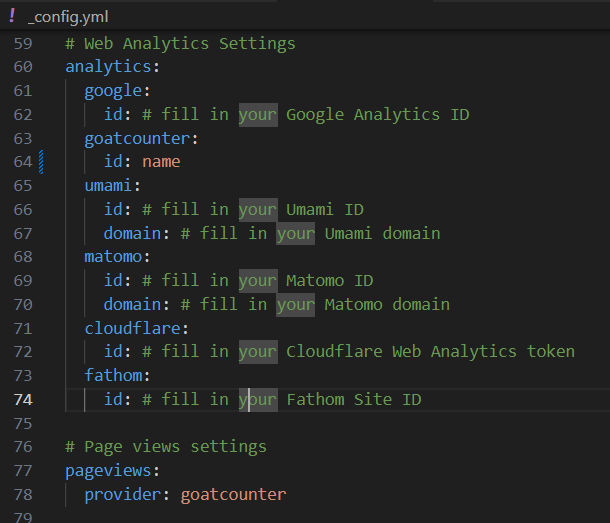 ! _config.yml
59 # Web Analytics Settings
60 analytics:
61 google:
62 id: # fill in your Google Analytics ID
63 goatcounter:
64 id: name
65 umami:
66 id: # fill in your Umami ID
67 domain: # fill in your Umami domain
68 matomo:
69 id: # fill in your Matomo ID
70 domain: # fill in your Matomo domain
71 cloudflare:
72 id: # fill in your Cloudflare Web Analytics token
73 fathom:
74 id: # fill in your Fathom Site ID
75
76 # Page views settings
77 pageviews:
78 provider: goatcounter
79